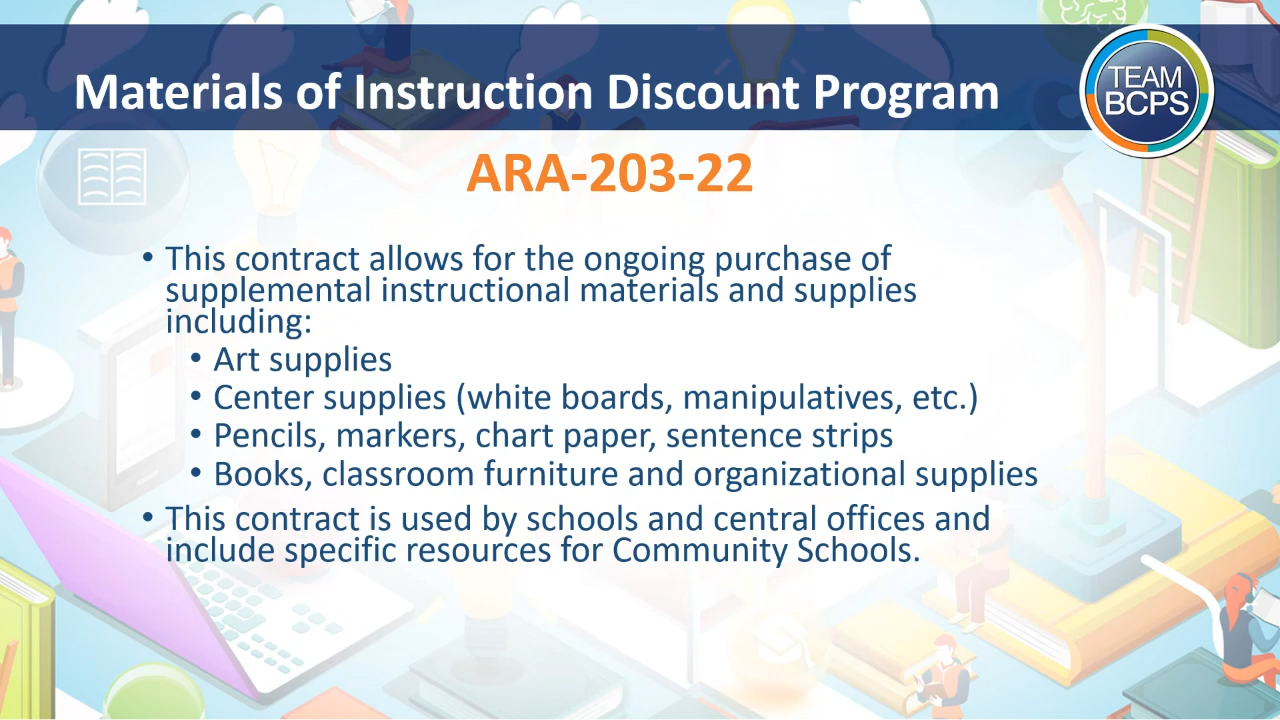 Materials of Instruction Discount Program
TEAM
BCPS
ARA-203-22
• This contract allows for the ongoing purchase of
supplemental instructional materials and supplies
including:
• Art supplies
• Center supplies (white boards, manipulatives, etc.)
• Pencils, markers, chart paper, sentence strips
• Books, classroom furniture and organizational supplies
• This contract is used by schools and central offices and
include specific resources for Community Schools.